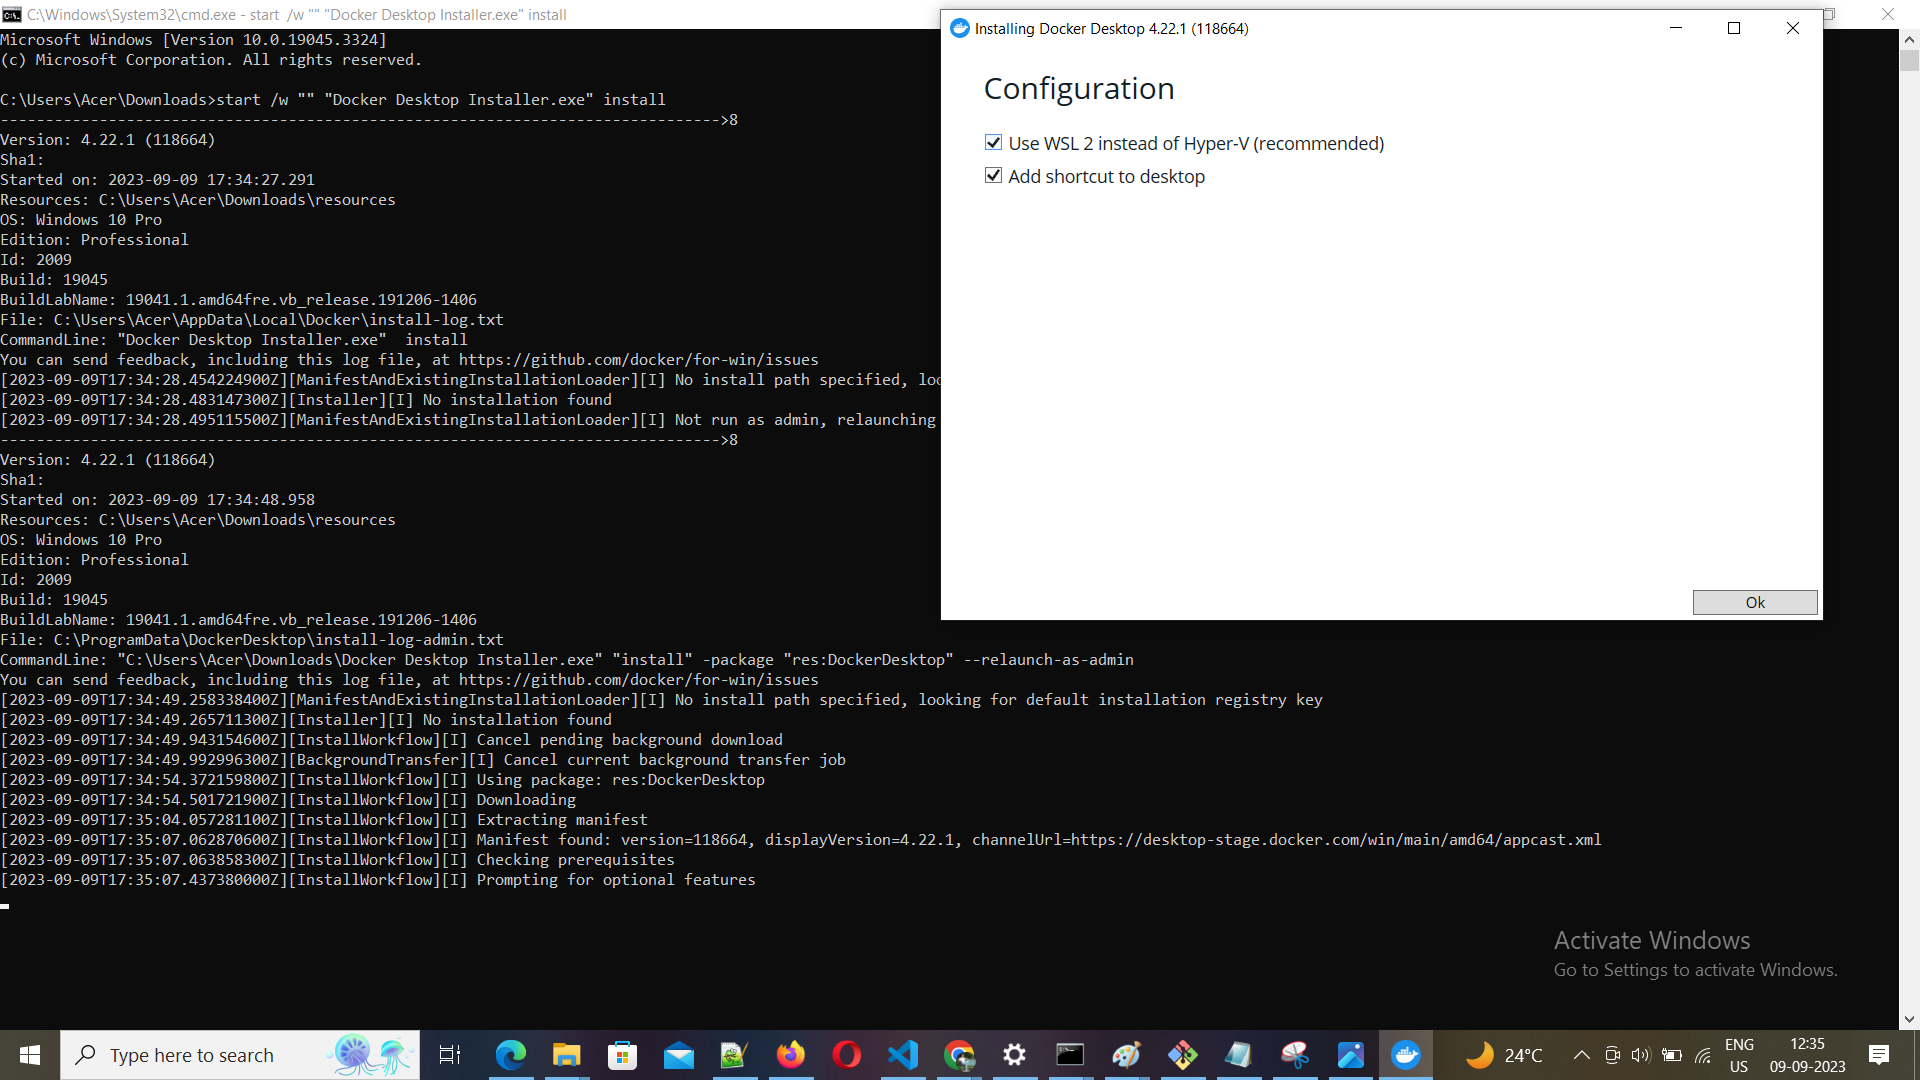 C:\Windows\System32\cmd.exe - start  /w "" "Docker Desktop Installer.exe" install
Microsoft Windows [Version 10.0.19045.3324]
(c) Microsoft Corporation. All rights reserved.
C:\Users\Acer\Downloads>start /w "" "Docker Desktop Installer.exe" install
-------------------------------------------------------------------------------->8
Version: 4.22.1 (118664)
Sha1:
Started on: 2023-09-09 17:34:27.291
Resources: C:\Users\Acer\Downloads\resources
OS: Windows 10 Pro
Edition: Professional
Id: 2009
Build: 19045
BuildLabName: 19041.1.amd64fre.vb_release.191206-1406
File: C:\Users\Acer\AppData\Local\Docker\install-log.txt
CommandLine: "Docker Desktop Installer.exe"  install
You can send feedback, including this log file, at https://github.com/docker/for-win/issues
[2023-09-09T17:34:28.454224900Z][ManifestAndExistingInstallationLoader][I] No install path specified,
[2023-09-09T17:34:28.483147300Z][Installer][I] No installation found
[2023-09-09T17:34:28.495115500Z][ManifestAndExistingInstallationLoader][I] Not run as admin, relaunching
-------------------------------------------------------------------------------->8
Version: 4.22.1 (118664)
Sha1:
Started on: 2023-09-09 17:34:48.958
Resources: C:\Users\Acer\Downloads\resources
OS: Windows 10 Pro
Edition: Professional
Id: 2009
Build: 19045
BuildLabName: 19041.1.amd64fre.vb_release.191206-1406
File: C:\ProgramData\DockerDesktop\install-log-admin.txt
CommandLine: "C:\Users\Acer\Downloads\Docker Desktop Installer.exe" "install" -package "res:DockerDesktop" --relaunch-as-admin
You can send feedback, including this log file, at https://github.com/docker/for-win/issues
[2023-09-09T17:34:49.258338400Z][ManifestAndExistingInstallationLoader][I] No install path specified, looking for default installation registry key
[2023-09-09T17:34:49.265711300Z][Installer][I] No installation found
[2023-09-09T17:34:49.943154600Z][InstallWorkflow][I] Cancel pending background download
[2023-09-09T17:34:49.992996300Z][BackgroundTransfer][I] Cancel current background transfer job
[2023-09-09T17:34:54.372159800Z][InstallWorkflow][I] Using package: res:DockerDesktop
[2023-09-09T17:34:54.501721900Z][InstallWorkflow][I] Downloading
[2023-09-09T17:35:04.057281100Z][InstallWorkflow][I] Extracting manifest
[2023-09-09T17:35:07.062870600Z][InstallWorkflow][I] Manifest found: version=118664, displayVersion=4.22.1, channelUrl=https://desktop-stage.docker.com/win/main/amd64/appcast.xml
[2023-09-09T17:35:07.063858300Z][InstallWorkflow][I] Checking prerequisites
[2023-09-09T17:35:07.437380000Z][InstallWorkflow][I] Prompting for optional features
Installing Docker Desktop 4.22.1 (118664)
Configuration
Use WSL 2 instead of Hyper-V (recommended)
Add shortcut to desktop
Ok
Activate Windows
Go to Settings to activate Windows.
Type here to search
24°C
ENG
US
12:35
09-09-2023